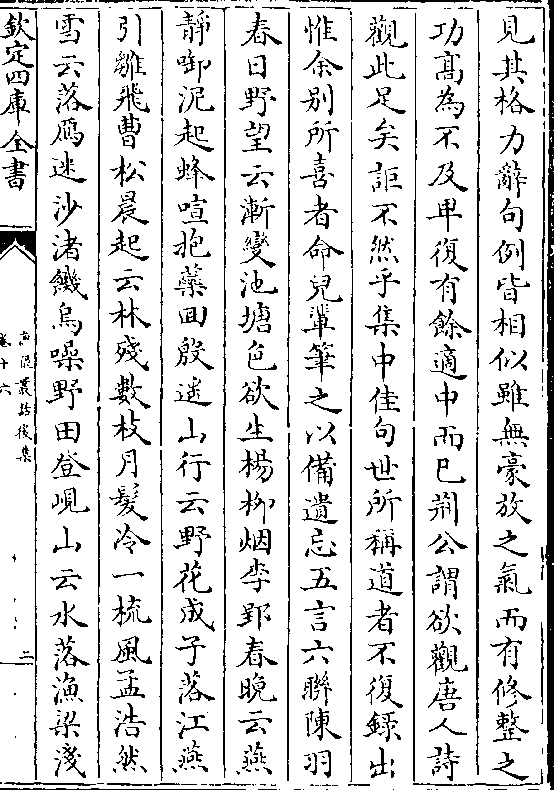 見其格力辭句例皆相似雖無豪放之氣而有修整之
功髙為不及卑復有餘適中而已荆公謂欲觀唐人詩
觀此足矣詎不然乎集中佳句世所稱道者不復録出
惟余别所喜者命兒軰筆之以備遺忘五言六聨陳羽
春日野望云漸變池塘色欲生楊柳烟李郢春晚云燕
靜啣泥起蜂喧抱蘂回殷遥山行云野花成子落江燕
引雛飛曹松晨起云林殘數枝月髮冷一梳風孟浩然
雪云落鴈迷沙渚饑烏噪野田登峴山云水落漁梁淺
欽定四庫全書
漁隠叢話後集
卷十六
二